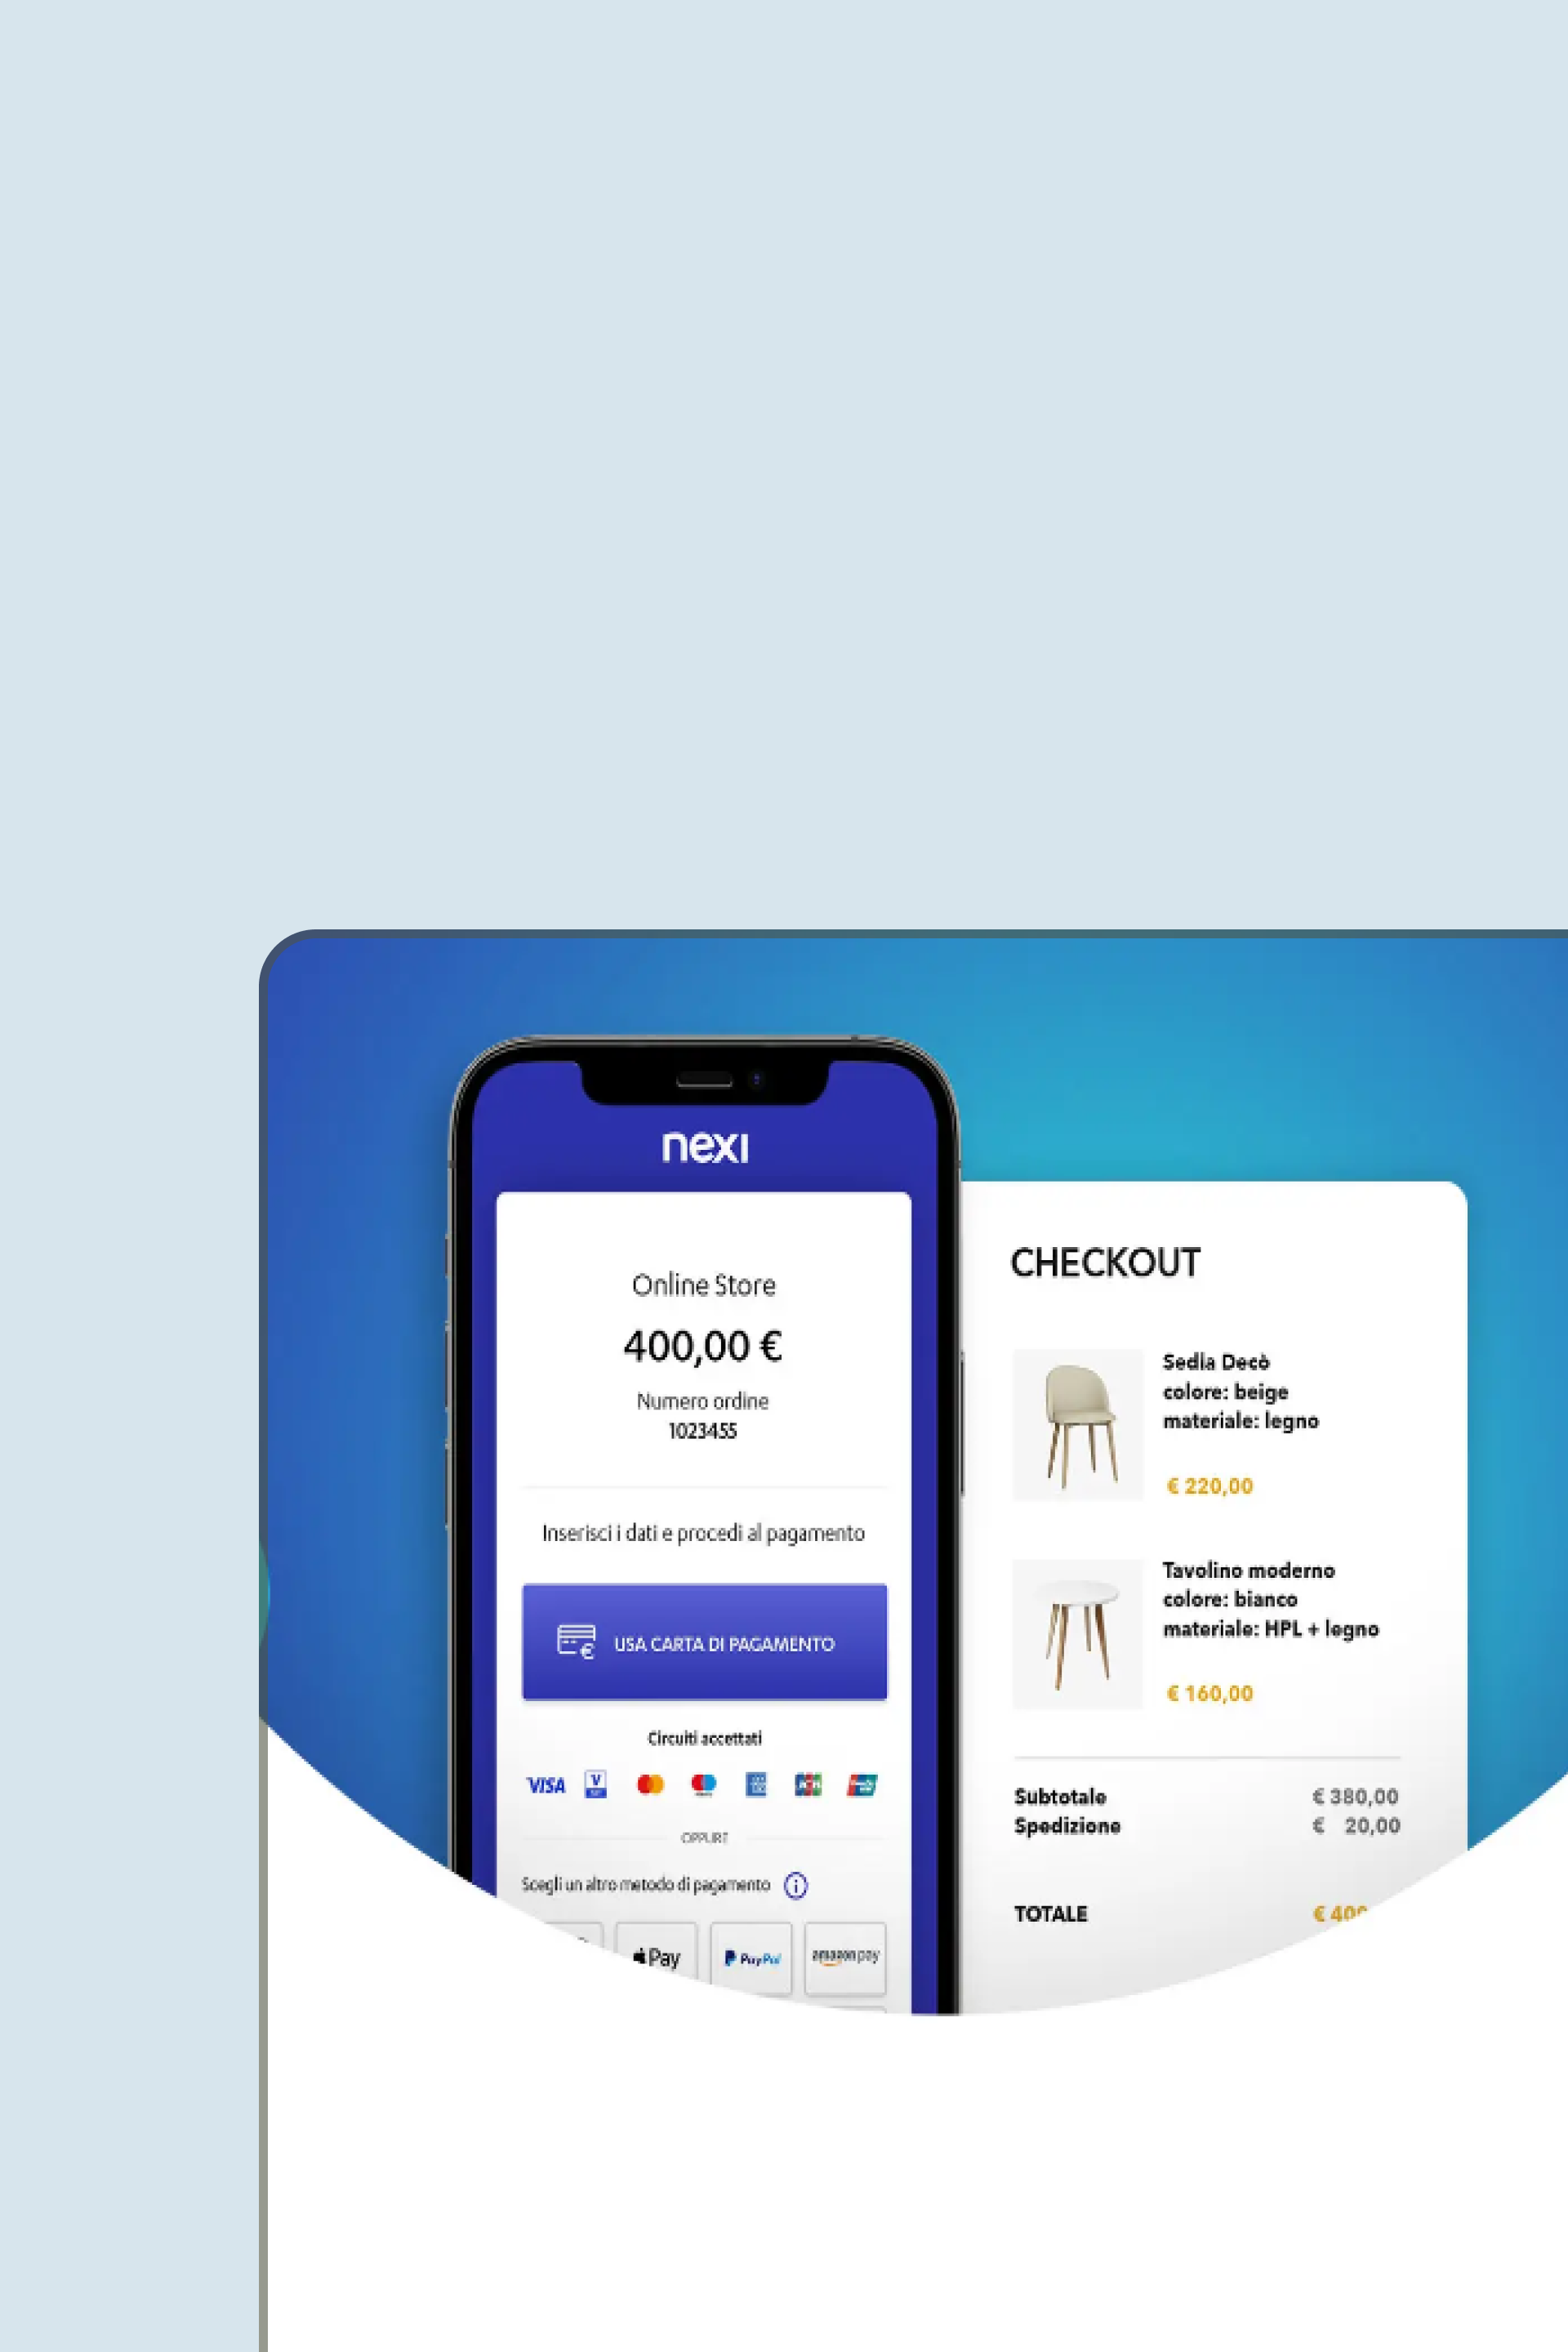 nexi
Online Store
400,00 €
Numero ordine
1023455
Inserisci i dati e procedi al pagamento
USA CARTA DI PAGAMENTO
Circuiti accettati
VISA
V
OPPURE
Scegli un altro metodo di pagamento
Pay
PayPal
amazon pay
CHECKOUT
Sedia Decò
colore: beige
materiale: legno
€ 220,00
Tavolino moderno
colore: bianco
materiale: HPL + legno
€ 160,00
Subtotale € 380,00
Spedizione € 20,00
TOTALE € 400